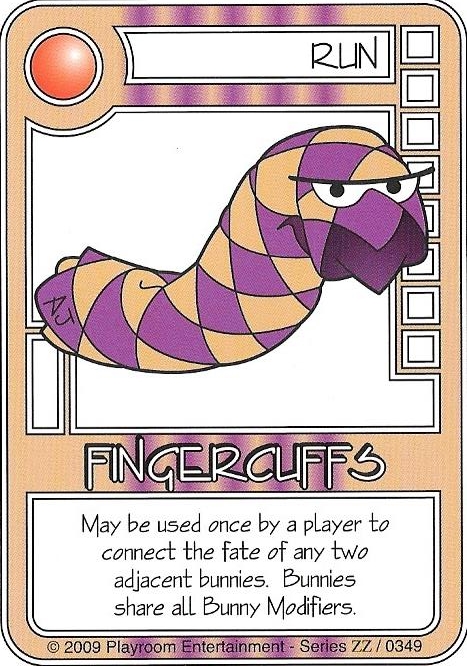 RUN
AJ
FINGERCUFFS
May be used once by a player to
connect the fate of any two
adjacent bunnies. Bunnies
share all Bunny Modifiers.
© 2009 Playroom Entertainment - Series ZZ / 0349